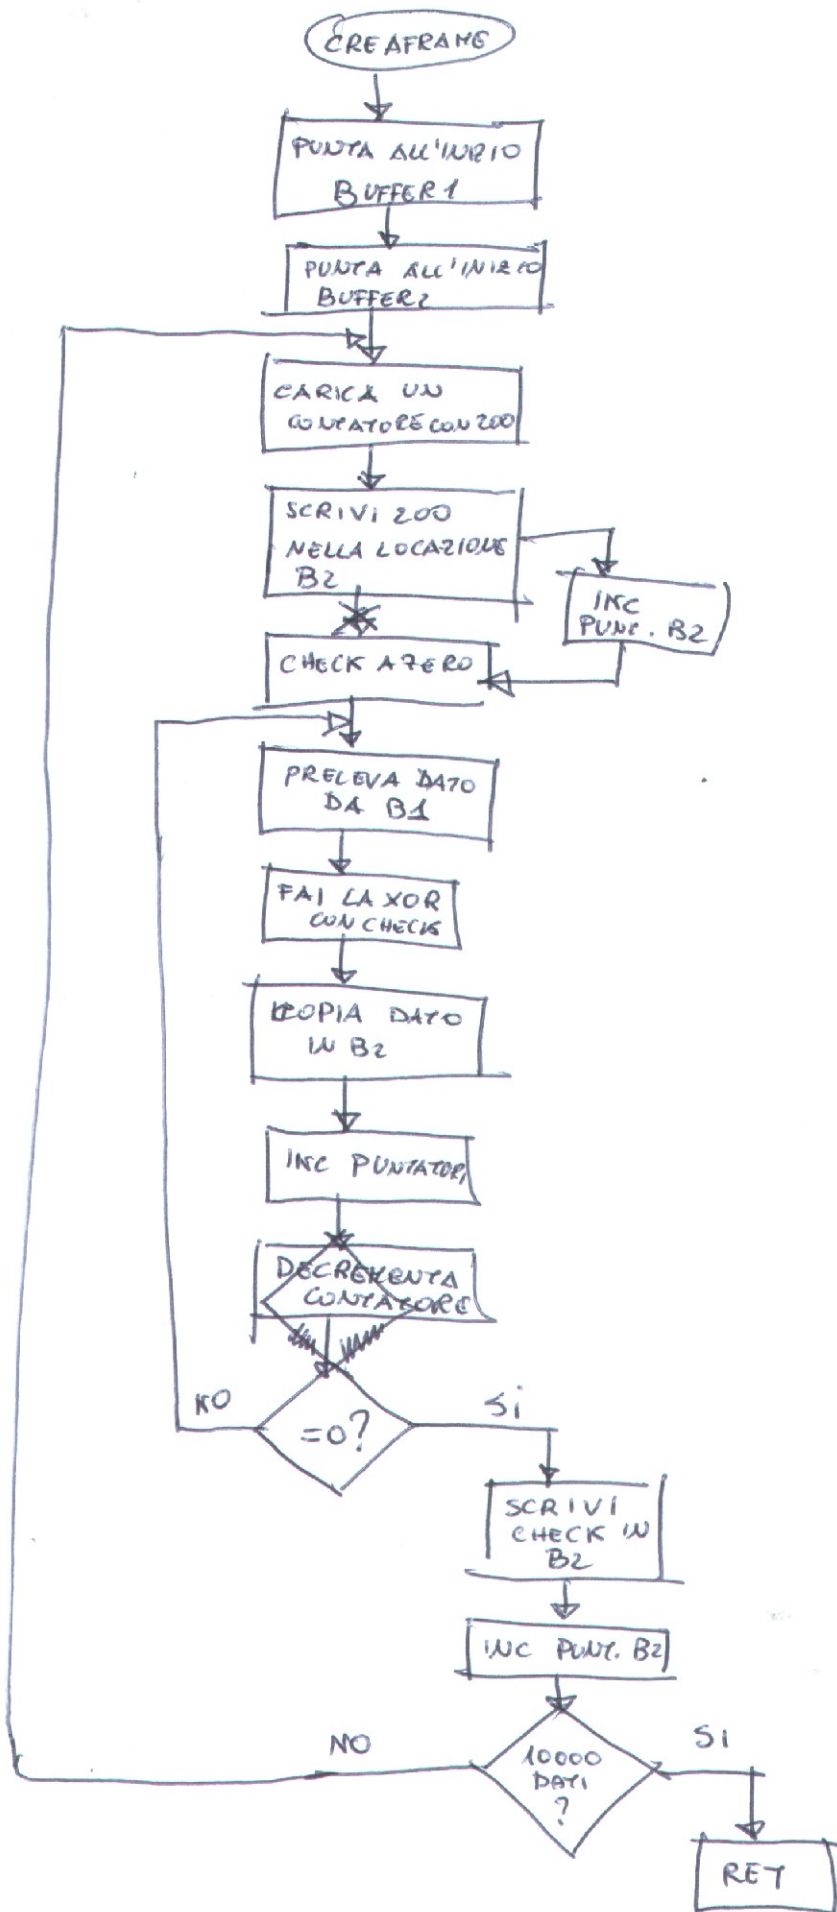 CREAFRAME
PUNTA ALL'INIZIO
BUFFER1
PUNTA ALL'INIZIO
BUFFER2
CARICA UN
CONTATORE CON 200
SCRIVI 200
NELLA LOCAZIONE
B2
INC
PUNT. B2
CHECK A ZERO
PRELEVA DATO
DA B1
FAI LA XOR
CON CHECK
COPIA DATO
IN B2
INC PUNTATORI
DECREMENTA
CONTATORE
NO
=0?
Si
SCRIVI
CHECK IN
B2
INC PUNT. B2
NO
10000
DATI
?
Si
RET